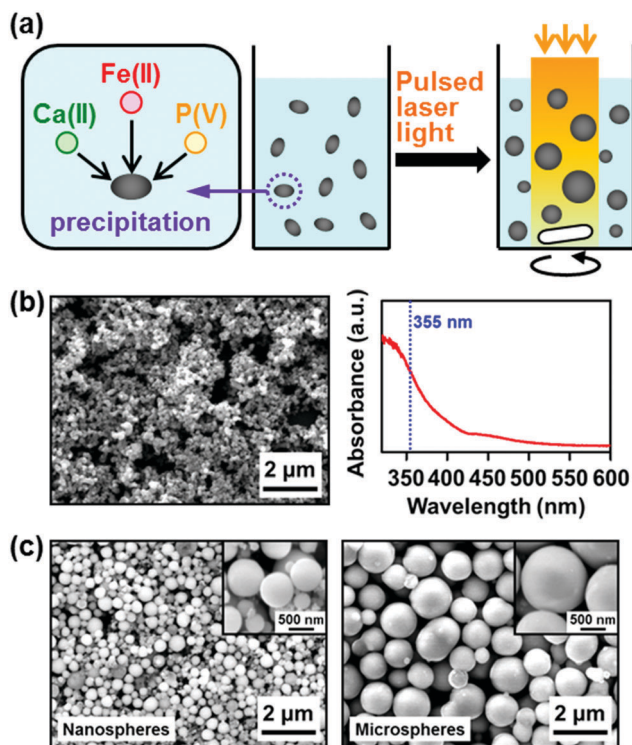 (a)
Fe(II)
Ca(II)
P(V)
precipitation
Pulsed
laser
light
(b)
2 μm
355 nm
Absorbance (a.u.)
350 400 450 500 550 600
Wavelength (nm)
(c)
500 nm
Nanospheres
2 μm
500 nm
Microspheres
2 μm